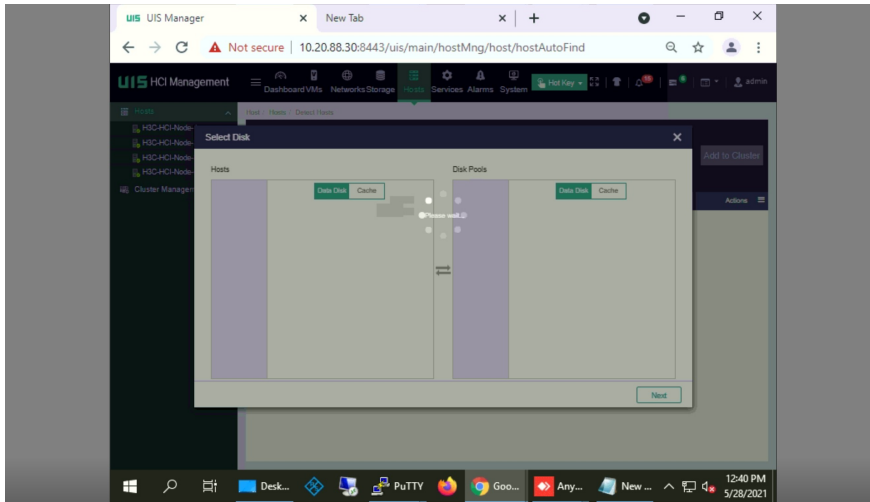 UIS UIS Manager
New Tab
Not secure 10.20.88.30:8443/uis/main/hostMng/host/hostAutoFind
UIS HCI Management
Dashboard VMs Networks Storage Hosts Services Alarms System
Hot Key
admin
Hosts
Host / Hosts / Detect Hosts
H3C-HCI-Node-
H3C-HCI-Node-
H3C-HCI-Node-
H3C-HCI-Node-
Cluster Managem
Select Disk
Add to Cluster
Actions
Hosts
Disk Pools
Data Disk Cache
Data Disk Cache
Please wait.
Next
Desk...
PuTTY
Goo...
Any...
New ...
12:40 PM
5/28/2021